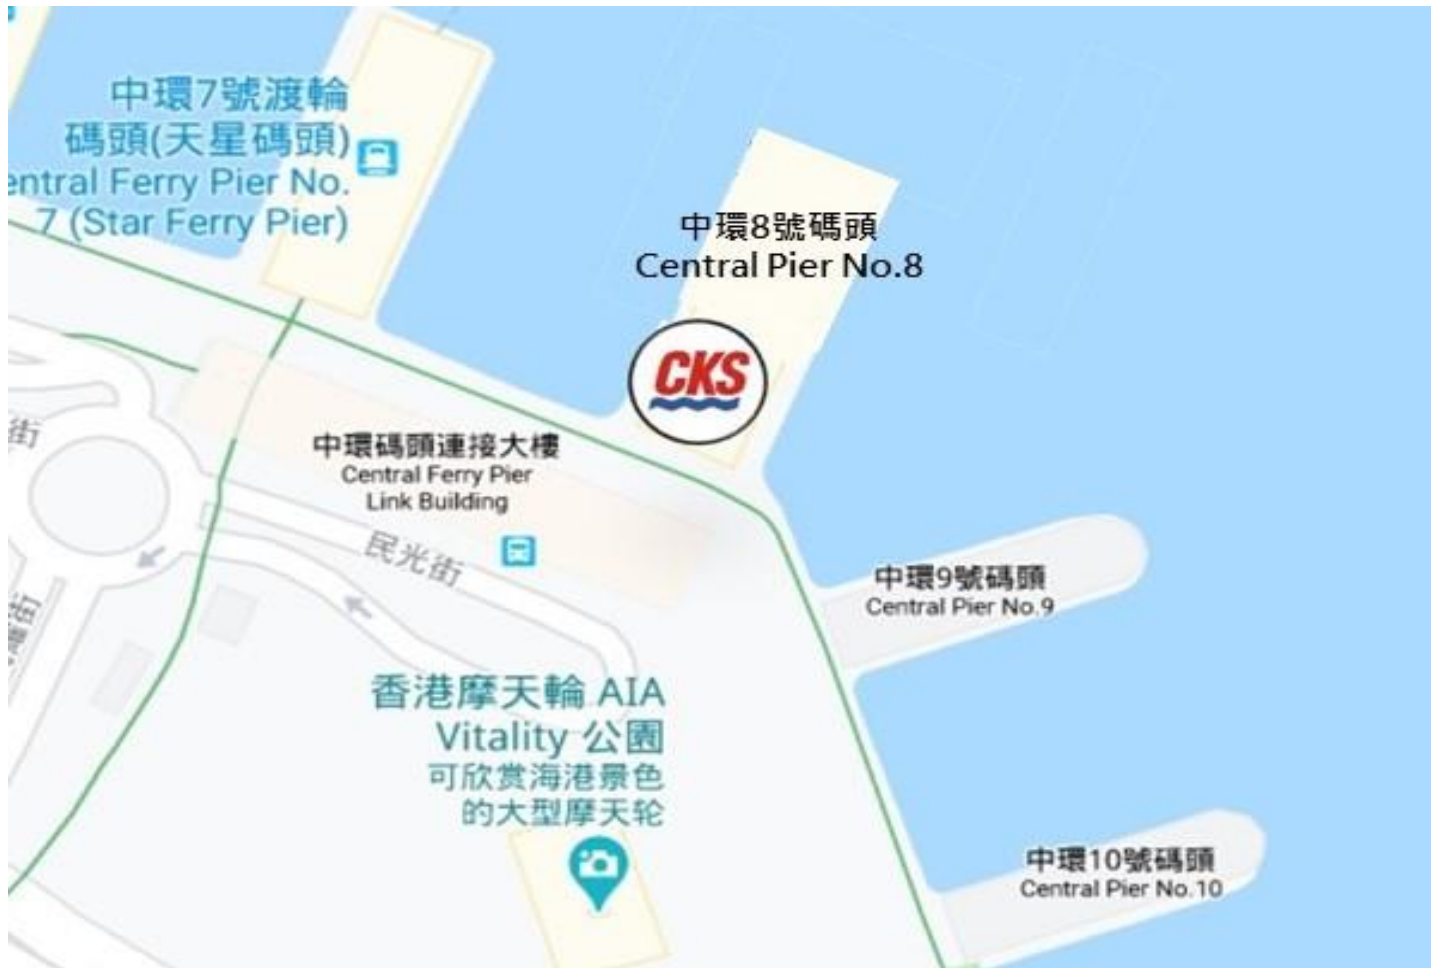 中環7號渡輪
碼頭(天星碼頭)
entral Ferry Pier No.
7 (Star Ferry Pier)
中環8號碼頭
Central Pier No.8
CKS
街
中環碼頭連接大樓
Central Ferry Pier
Link Building
民光街
中環9號碼頭
Central Pier No.9
街
香港摩天輪 AIA
Vitality 公園
可欣赏海港景色
的大型摩天轮
中環10號碼頭
Central Pier No.10